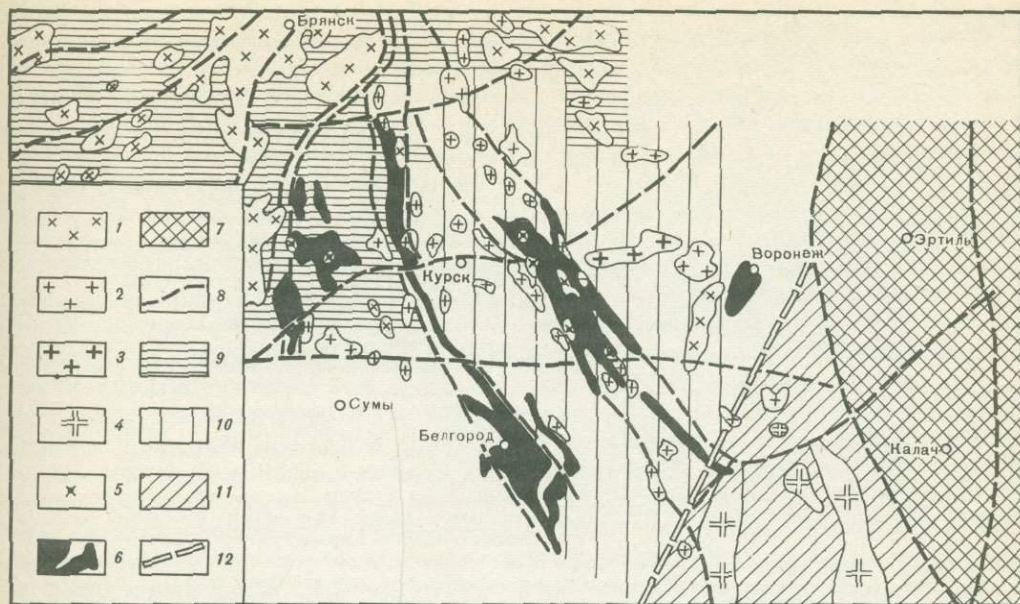 Брянск
Воронеж
Эртиль
Курск
Сумы
Белгород
Калач
1 7
2 8
3 9
4 10
5 11
6 12